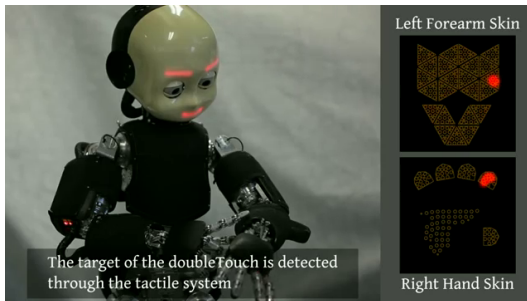 Left Forearm Skin
The target of the doubleTouch is detected
through the tactile system
Right Hand Skin